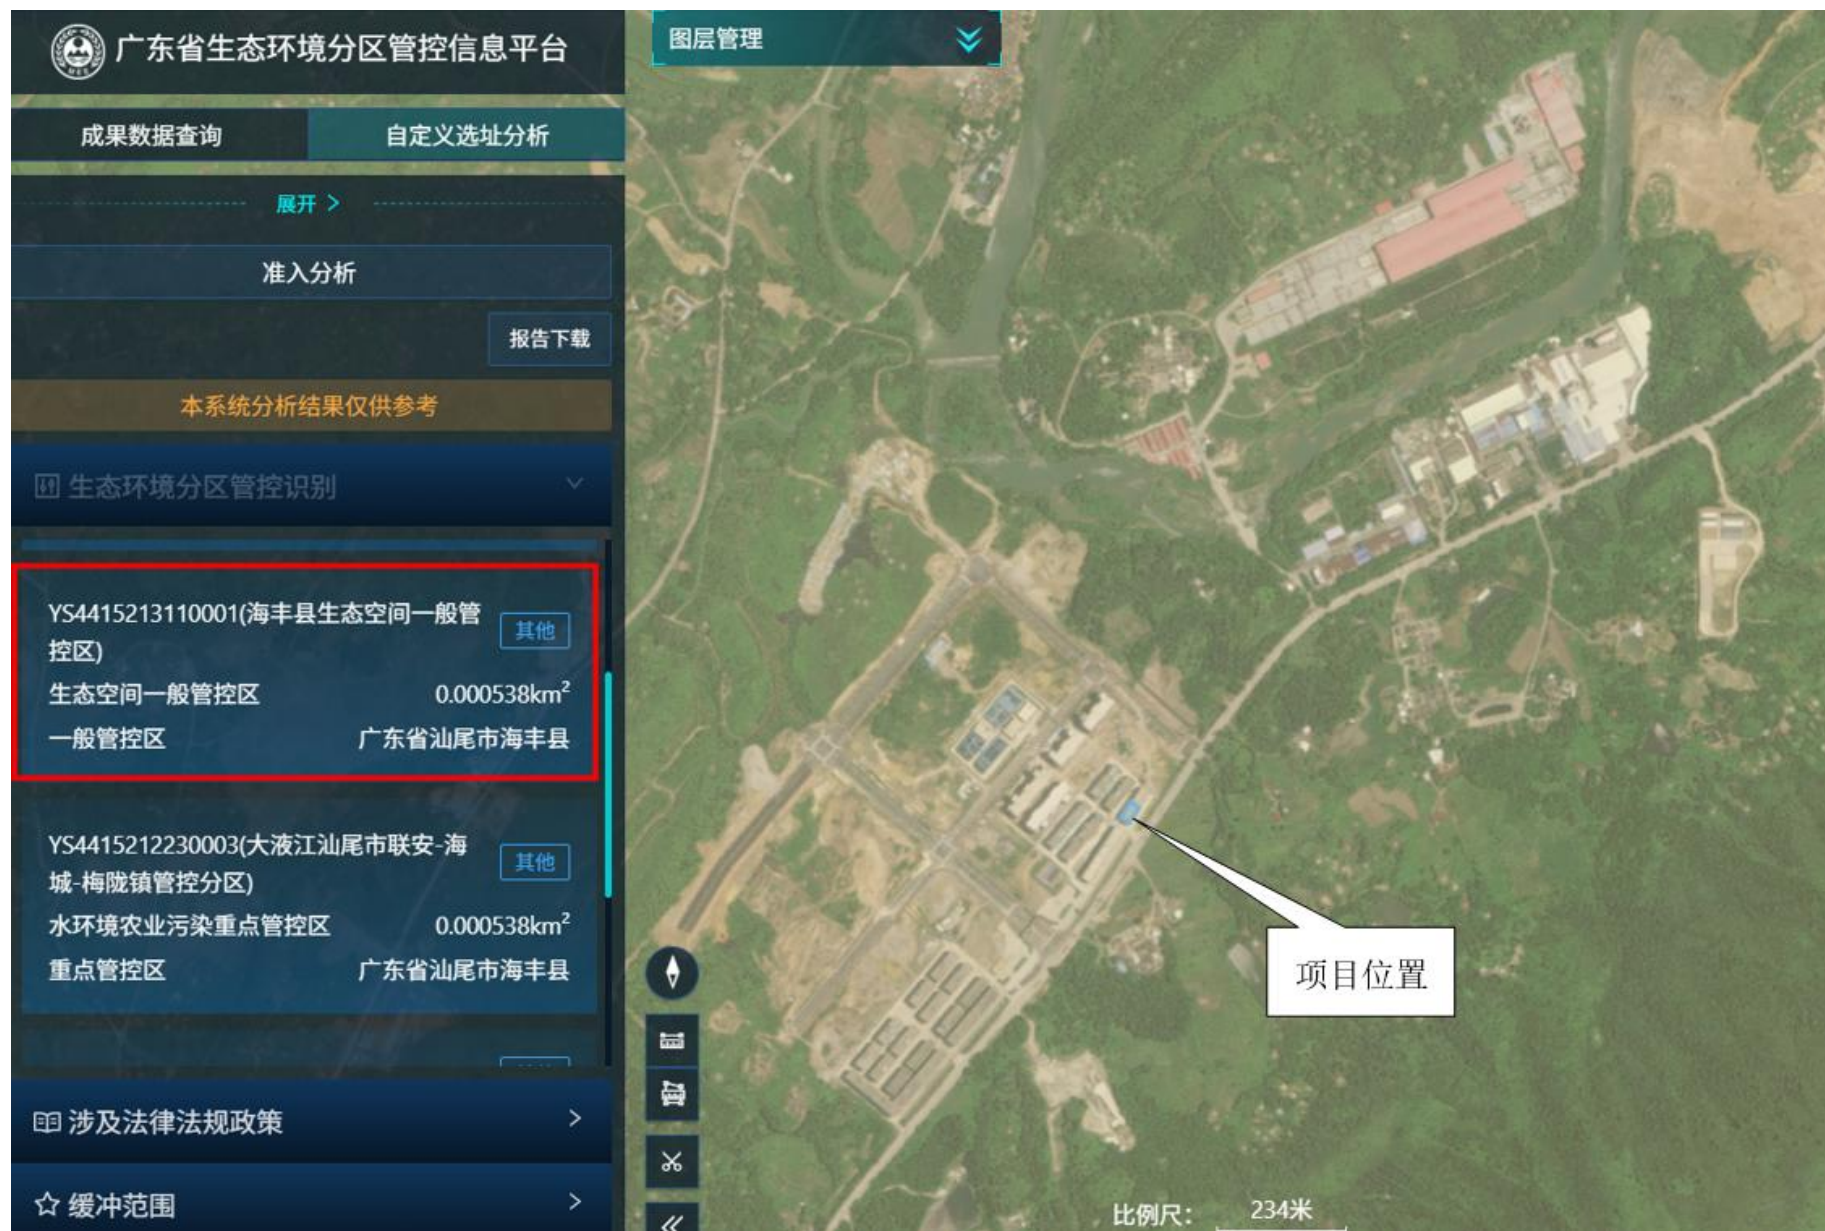 广东省生态环境分区管控信息平台
图层管理
成果数据查询
自定义选址分析
展开 >
准入分析
报告下载
本系统分析结果仅供参考
生态环境分区管控识别
YS4415213110001(海丰县生态空间一般管
控区)
其他
生态空间一般管控区 0.000538km²
一般管控区 广东省汕尾市海丰县
YS4415212230003(大液江汕尾市联安-海
城-梅陇镇管控分区)
其他
水环境农业污染重点管控区 0.000538km²
重点管控区 广东省汕尾市海丰县
涉及法律法规政策
缓冲范围
项目位置
比例尺： 234米